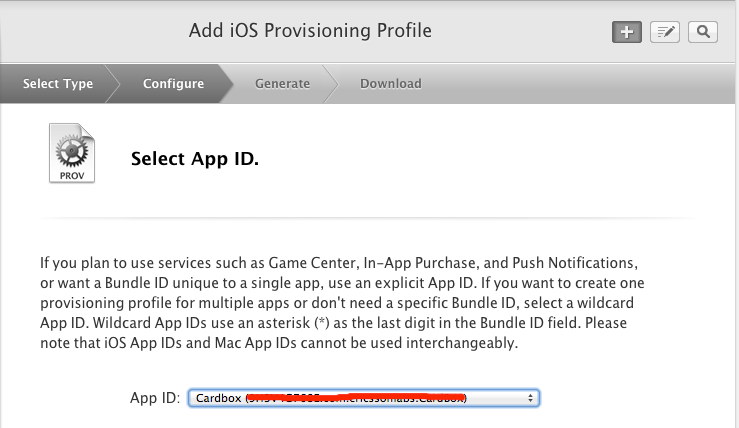 Add iOS Provisioning Profile
Select Type
Configure
Generate
Download
PROV
Select App ID.
If you plan to use services such as Game Center, In-App Purchase, and Push Notifications,
or want a Bundle ID unique to a single app, use an explicit App ID. If you want to create one
provisioning profile for multiple apps or don't need a specific Bundle ID, select a wildcard
App ID. Wildcard App IDs use an asterisk (*) as the last digit in the Bundle ID field. Please
note that iOS App IDs and Mac App IDs cannot be used interchangeably.
App ID: Cardbox